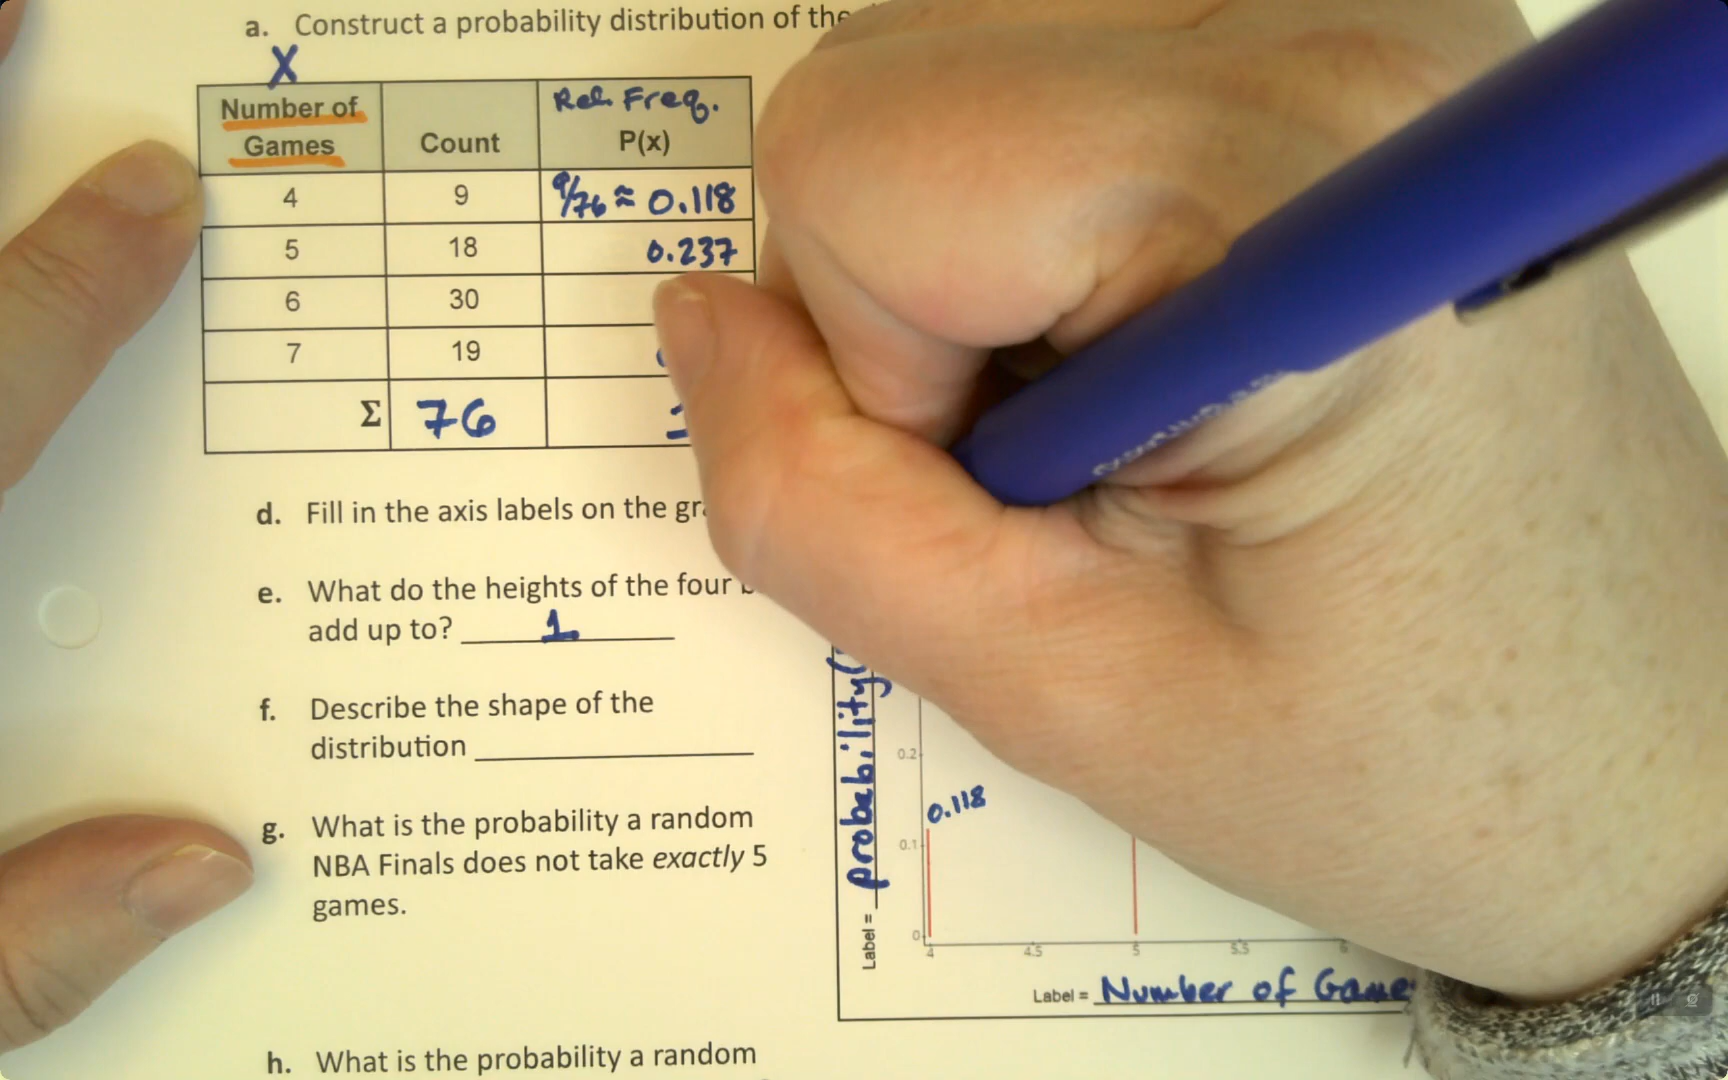 a. Construct a probability distribution of the
X
Number of Games
Count
Rel. Freq.
P(x)
4 9 9/76 ≈ 0.118
5 18 0.237
6 30
7 19
Σ 76
d. Fill in the axis labels on the
e. What do the heights of the four
add up to? 1.
f. Describe the shape of the
distribution
g. What is the probability a random
NBA Finals does not take exactly 5
games.
h. What is the probability a random
Label = probability(
0.2
0.1
0
0.118
4 4.5 5 5.5 6
Label = Number of Game